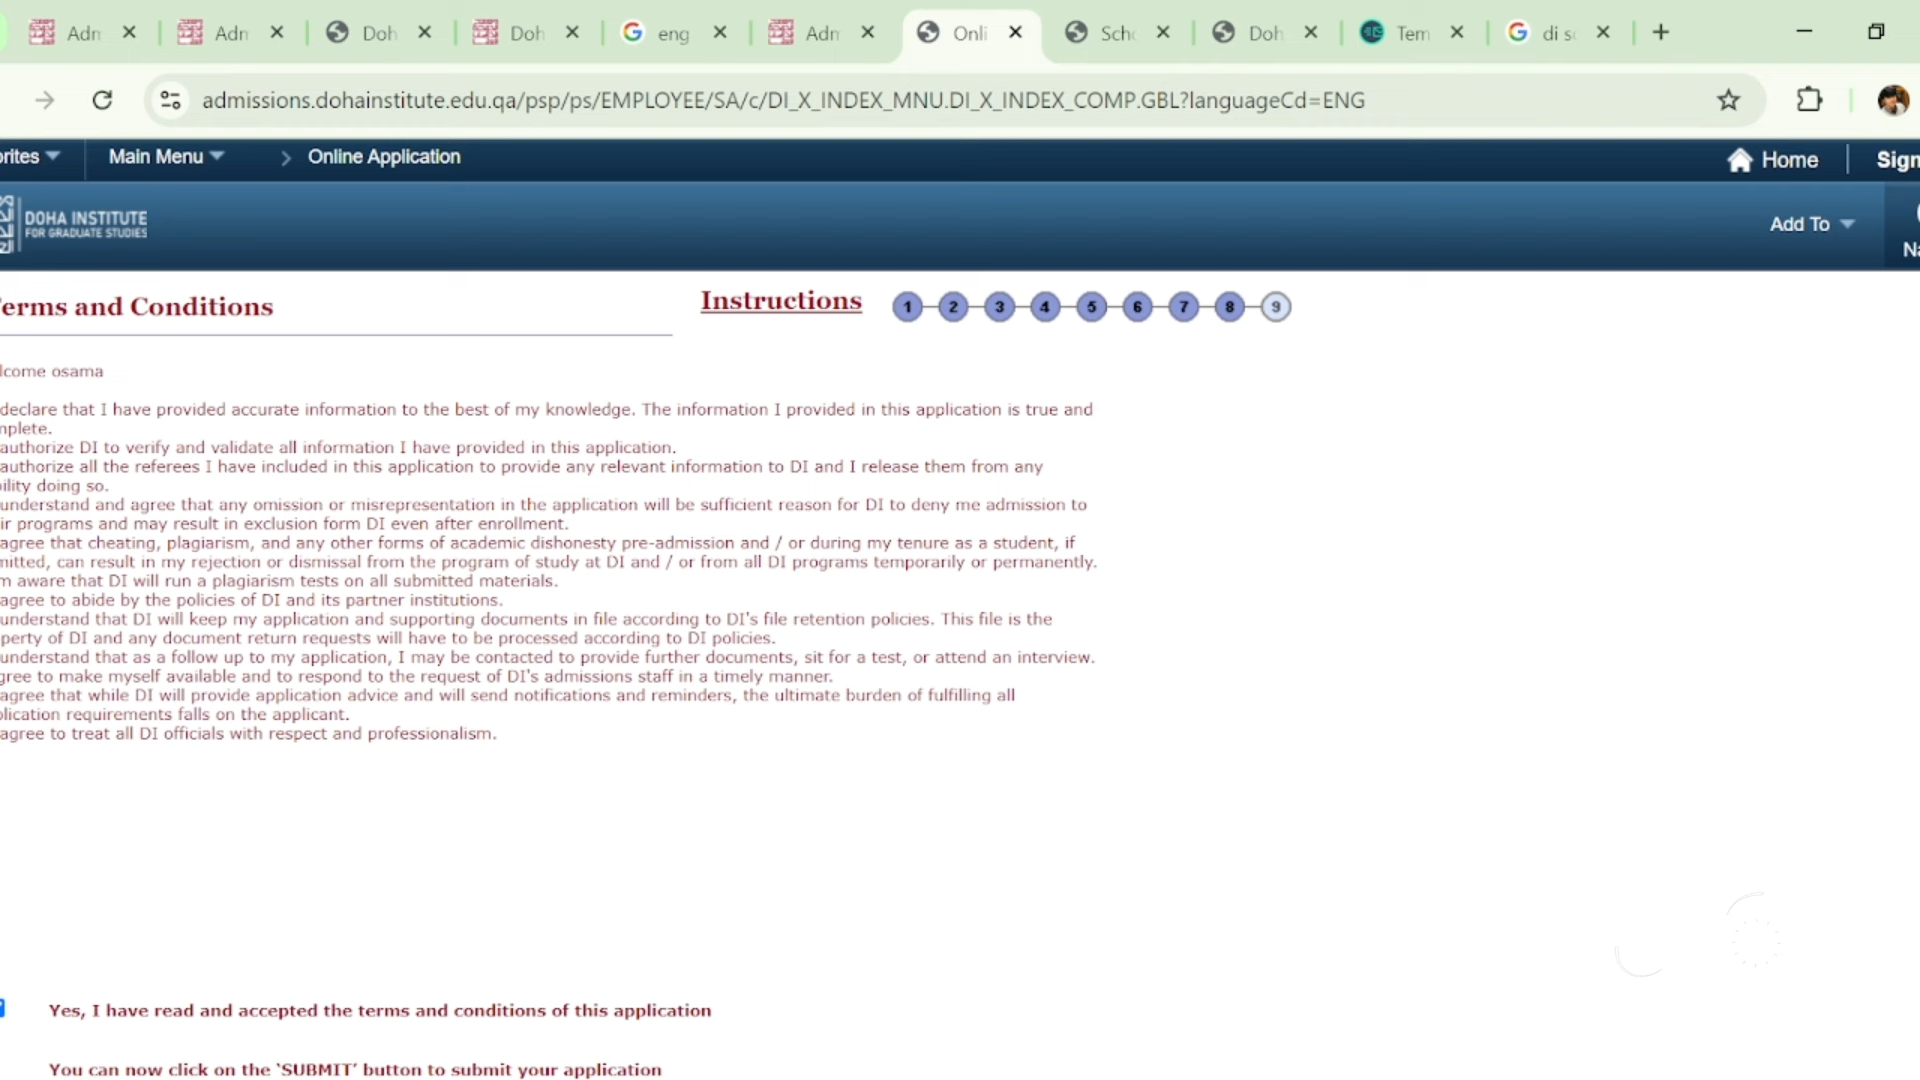 Adm
Adm
Doh
Doh
eng
Adm
Onli
Sch
Doh
Tem
di s
admissions.dohainstitute.edu.qa/psp/ps/EMPLOYEE/SA/c/DI_X_INDEX_MNU.DI_X_INDEX_COMP.GBL?languageCd=ENG
orites Main Menu > Online Application Home Sign
DOHA INSTITUTE
FOR GRADUATE STUDIES
Add To
Na
erms and Conditions
Instructions 1 2 3 4 5 6 7 8 9
lcome osama
declare that I have provided accurate information to the best of my knowledge. The information I provided in this application is true and
mplete.
authorize DI to verify and validate all information I have provided in this application.
authorize all the referees I have included in this application to provide any relevant information to DI and I release them from any
bility doing so.
understand and agree that any omission or misrepresentation in the application will be sufficient reason for DI to deny me admission to
ir programs and may result in exclusion form DI even after enrollment.
agree that cheating, plagiarism, and any other forms of academic dishonesty pre-admission and / or during my tenure as a student, if
mitted, can result in my rejection or dismissal from the program of study at DI and / or from all DI programs temporarily or permanently.
m aware that DI will run a plagiarism tests on all submitted materials.
agree to abide by the policies of DI and its partner institutions.
understand that DI will keep my application and supporting documents in file according to DI's file retention policies. This file is the
perty of DI and any document return requests will have to be processed according to DI policies.
understand that as a follow up to my application, I may be contacted to provide further documents, sit for a test, or attend an interview.
gree to make myself available and to respond to the request of DI's admissions staff in a timely manner.
agree that while DI will provide application advice and will send notifications and reminders, the ultimate burden of fulfilling all
plication requirements falls on the applicant.
agree to treat all DI officials with respect and professionalism.
Yes, I have read and accepted the terms and conditions of this application
You can now click on the `SUBMIT’ button to submit your application